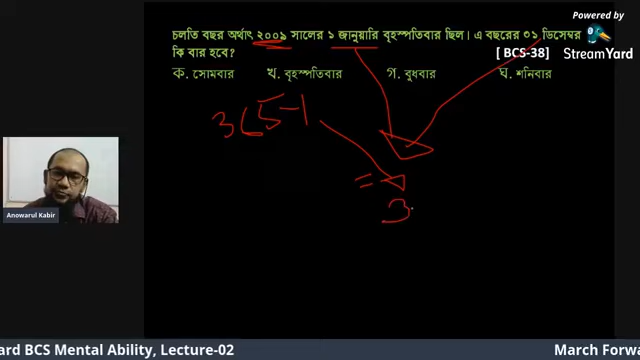 Powered by
StreamYard
চলতি বছর অর্থাৎ ২০০৯ সালের ১ জানুয়ারি বৃহস্পতিবার ছিল। এ বছরের ৩১ ডিসেম্বর
কি বার হবে?
[ BCS-38]
ক. সোমবার খ. বৃহস্পতিবার গ. বুধবার ঘ. শনিবার
365-1
=
3
Anowarul Kabir
ard BCS Mental Ability, Lecture-02 March Forwa